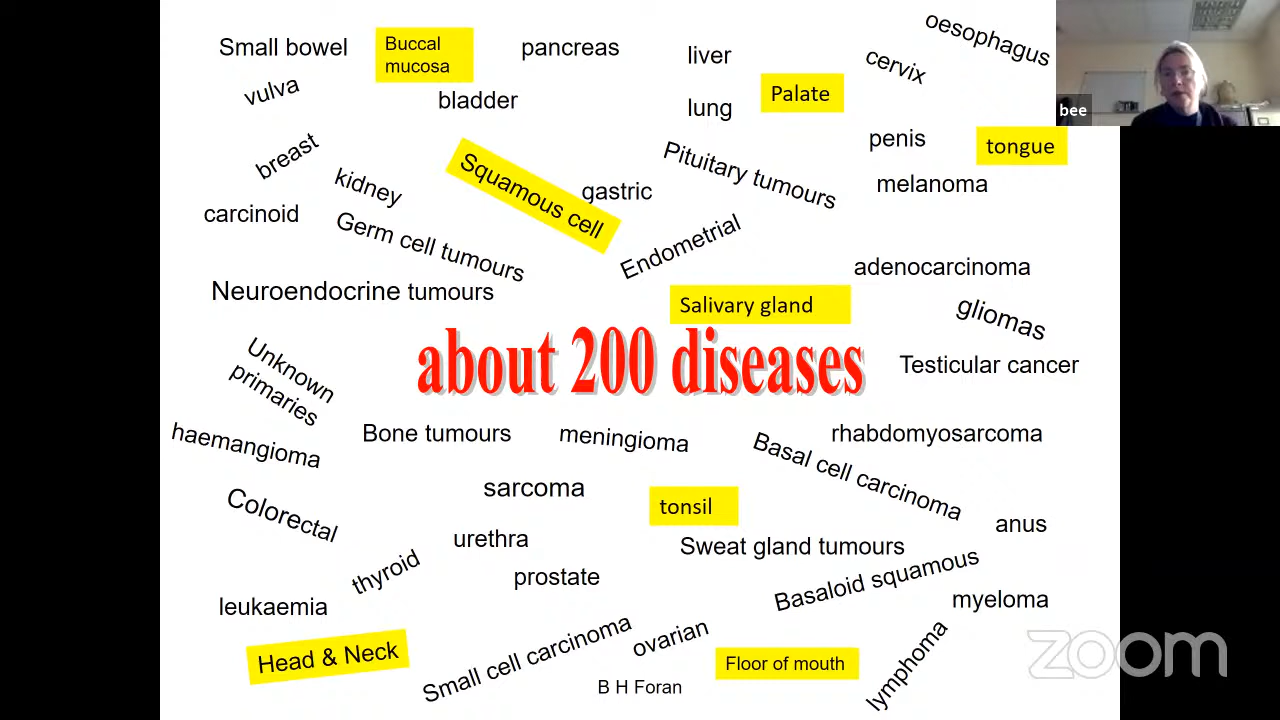 oesophagus
Small bowel
Buccal
mucosa
pancreas
liver
cervix
vulva
bladder
lung
Palate
bee
breast
kidney
Squamous cell
gastric
Pituitary tumours
penis
tongue
melanoma
carcinoid
Germ cell tumours
Endometrial
adenocarcinoma
Neuroendocrine tumours
Salivary gland
gliomas
about 200 diseases
Unknown
primaries
Testicular cancer
haemangioma
Bone tumours
meningioma
Basal cell carcinoma
rhabdomyosarcoma
Colorectal
sarcoma
tonsil
anus
urethra
Sweat gland tumours
thyroid
prostate
Basaloid squamous
leukaemia
myeloma
Head & Neck
Small cell carcinoma
ovarian
Floor of mouth
lymphoma
B H Foran
zoom